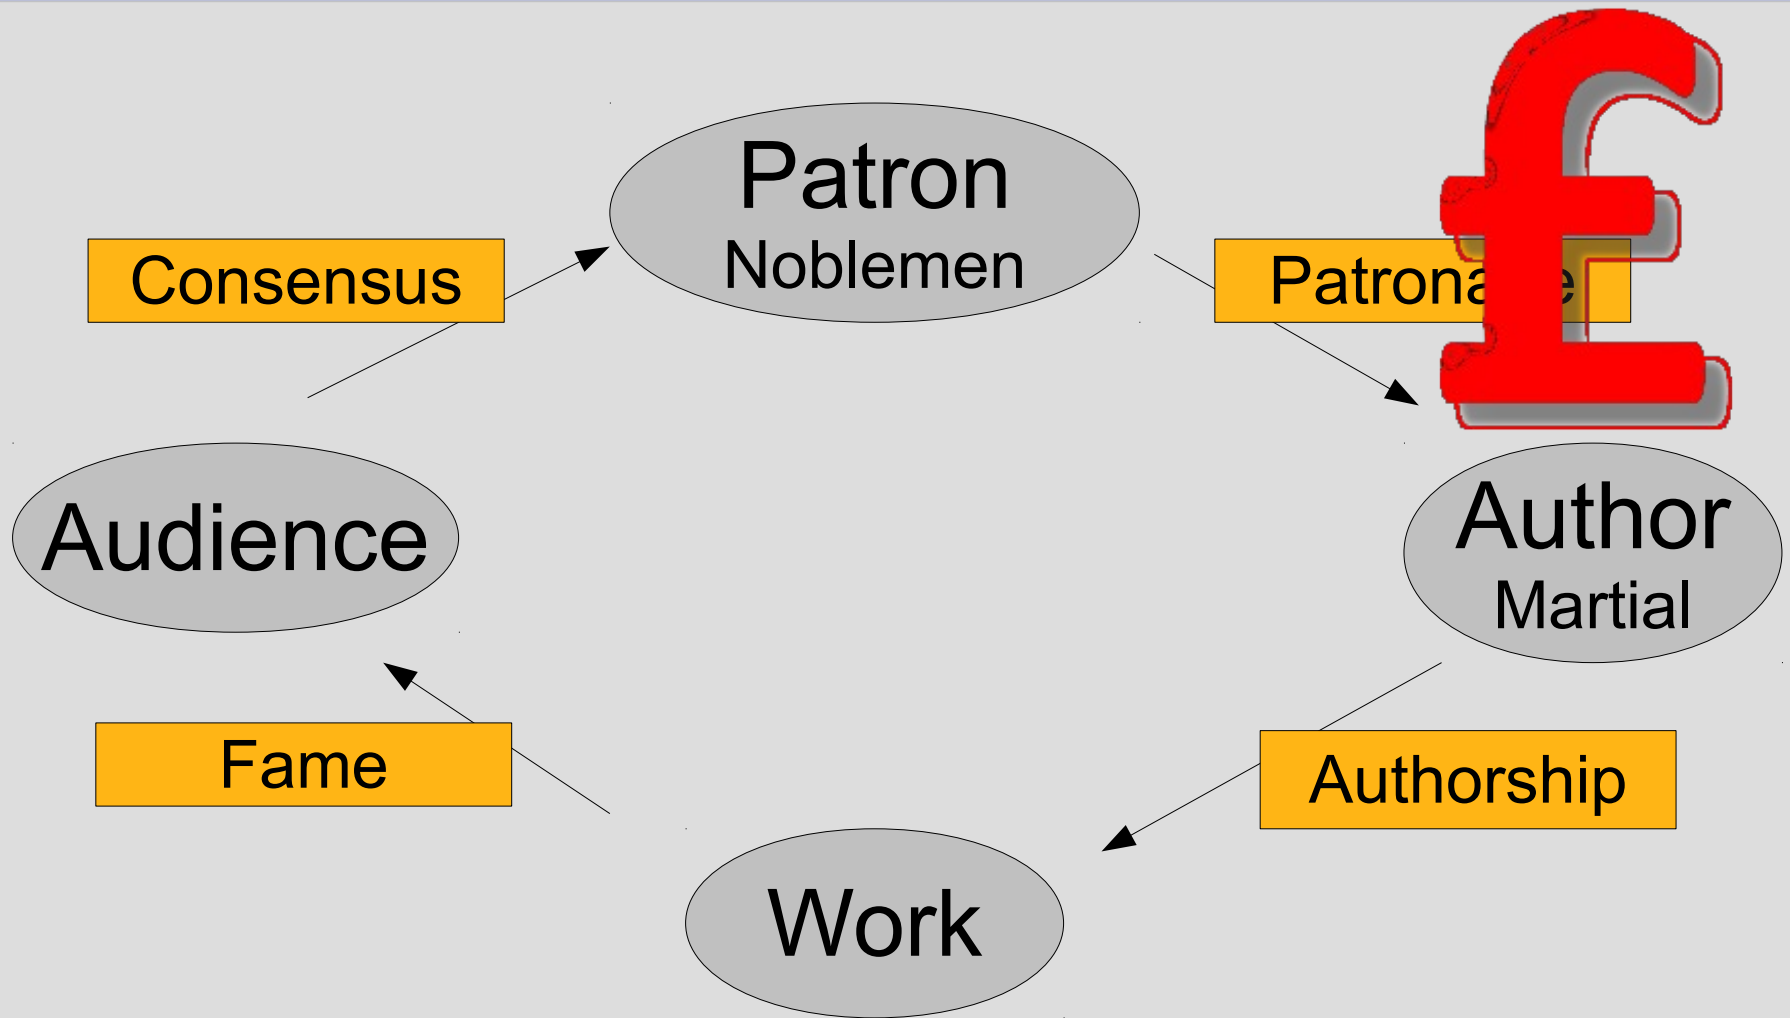 £
Patron
Noblemen
Consensus
Audience
Author
Martial
Fame
Authorship
Work